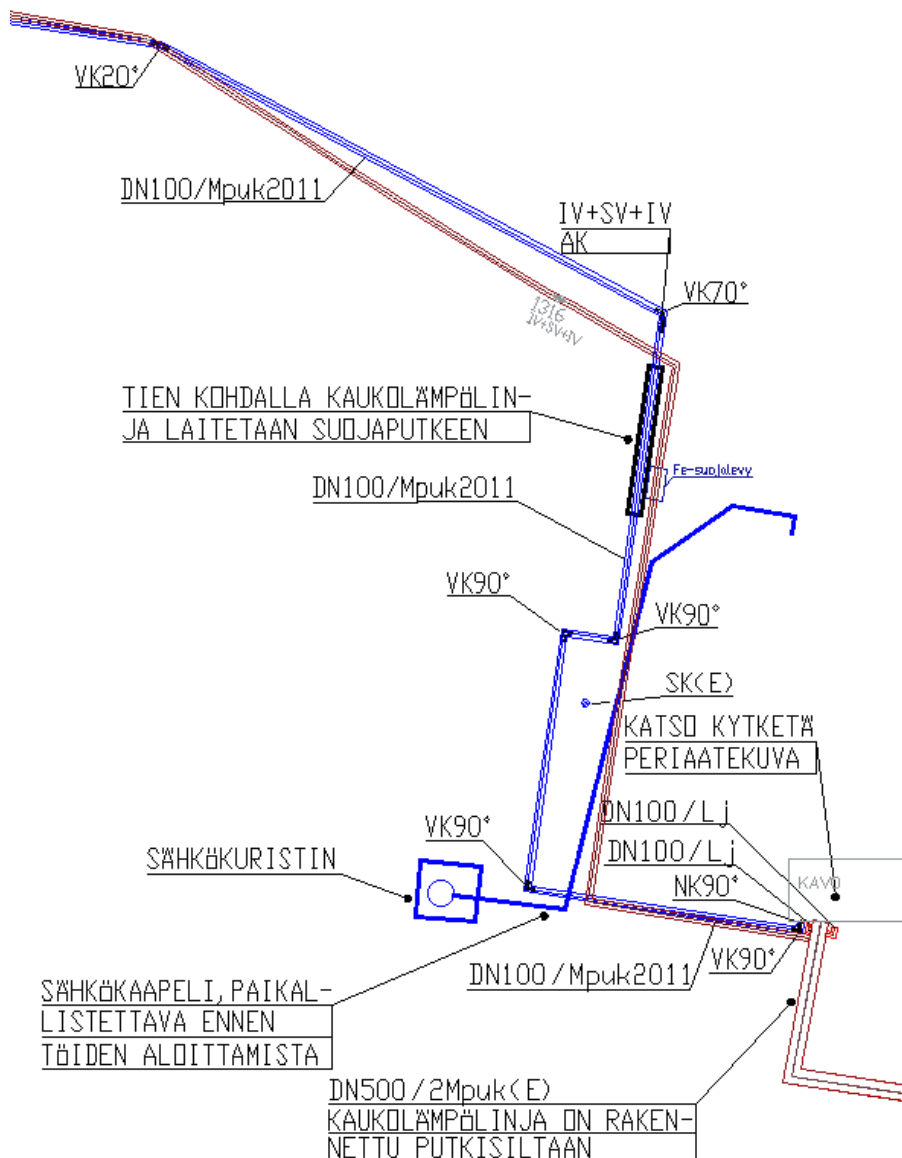 VK20°
DN100/Mpuk2011
IV+SV+IV
AK
VK70°
1316
IV+SV+IV
TIEN KOHDALLA KAUKOLÄMPÖLIN-
JA LAITETAAN SUOJAPUTKEEN
Fe-suojalevy
DN100/Mpuk2011
VK90°
VK90°
SK(E)
KATSO KYTKETÄ
PERIAATEKUVA
DN100/Lj
VK90°
DN100/Lj
SÄHKÖKURISTIN
NK90°
KAVO
VK90°
DN100/Mpuk2011
SÄHKÖKAAPELI, PAIKAL-
LISTETTAVA ENNEN
TÖIDEN ALOITTAMISTA
DN500/2Mpuk(E)
KAUKOLÄMPÖLINJA ON RAKEN-
NETTU PUTKISILTAAN